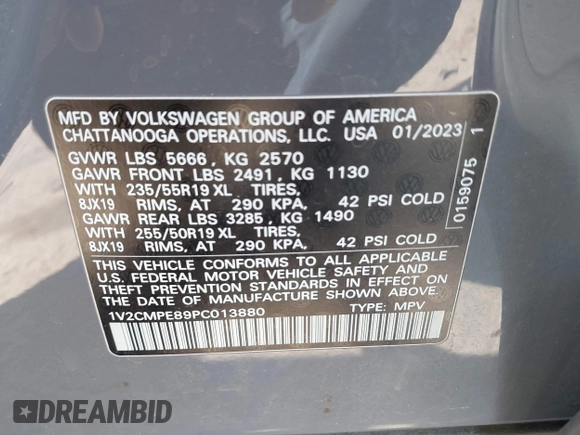 MFD BY VOLKSWAGEN GROUP OF AMERICA
CHATTANOOGA OPERATIONS, LLC. USA 01/2023
GVWR LBS 5666, KG 2570
GAWR FRONT LBS 2491, KG 1130
WITH 235/55R19 XL TIRES,
8JX19 RIMS, AT 290 KPA, 42 PSI COLD
GAWR REAR LBS 3285, KG 1490
WITH 255/50R19 XL TIRES,
8JX19 RIMS, AT 290 KPA, 42 PSI COLD
THIS VEHICLE CONFORMS TO ALL APPLICABLE
U.S. FEDERAL MOTOR VEHICLE SAFETY AND
THEFT PREVENTION STANDARDS IN EFFECT ON
THE DATE OF MANUFACTURE SHOWN ABOVE.
1V2CMPE89PC013880 TYPE: MPV
0159075 1
DREAMBID